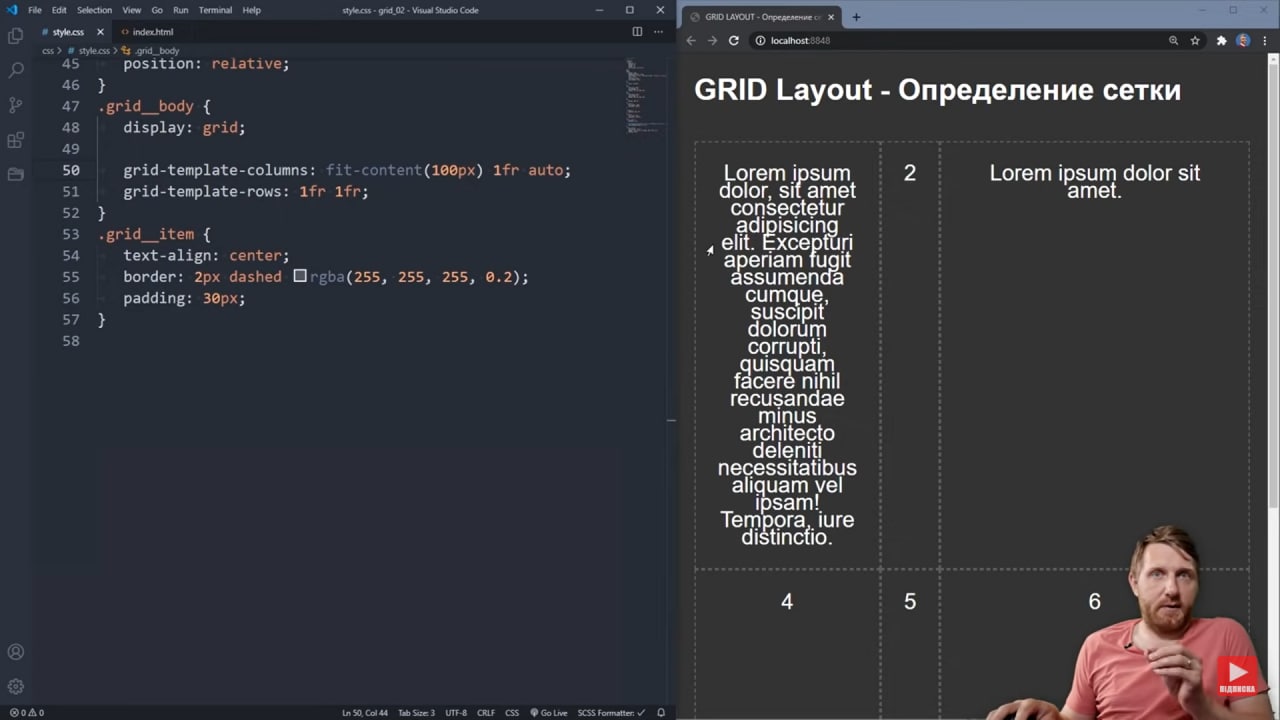 File Edit Selection View Go Run Terminal Help
style.css - grid_02 - Visual Studio Code
style.css
index.html
css > # style.css > .grid__body
45 position: relative;
46 }
47 .grid__body {
48 display: grid;
49
50 grid-template-columns: fit-content(100px) 1fr auto;
51 grid-template-rows: 1fr 1fr;
52 }
53 .grid__item {
54 text-align: center;
55 border: 2px dashed rgba(255, 255, 255, 0.2);
56 padding: 30px;
57 }
58
0 0
Ln 50, Col 44 Tab Size: 3 UTF-8 CRLF CSS Go Live SCSS Formatter: ✓
GRID LAYOUT - Определение се
localhost:8848
GRID Layout - Определение сетки
Lorem ipsum
dolor, sit amet
consectetur
adipisicing
elit. Excepturi
aperiam fugit
assumenda
cumque,
suscipit
dolorum
corrupti,
quisquam
facere nihil
recusandae
minus
architecto
deleniti
necessitatibus
aliquam vel
ipsam!
Tempora, iure
distinctio.
2
Lorem ipsum dolor sit
amet.
4
5
6
ПІДПИСКА